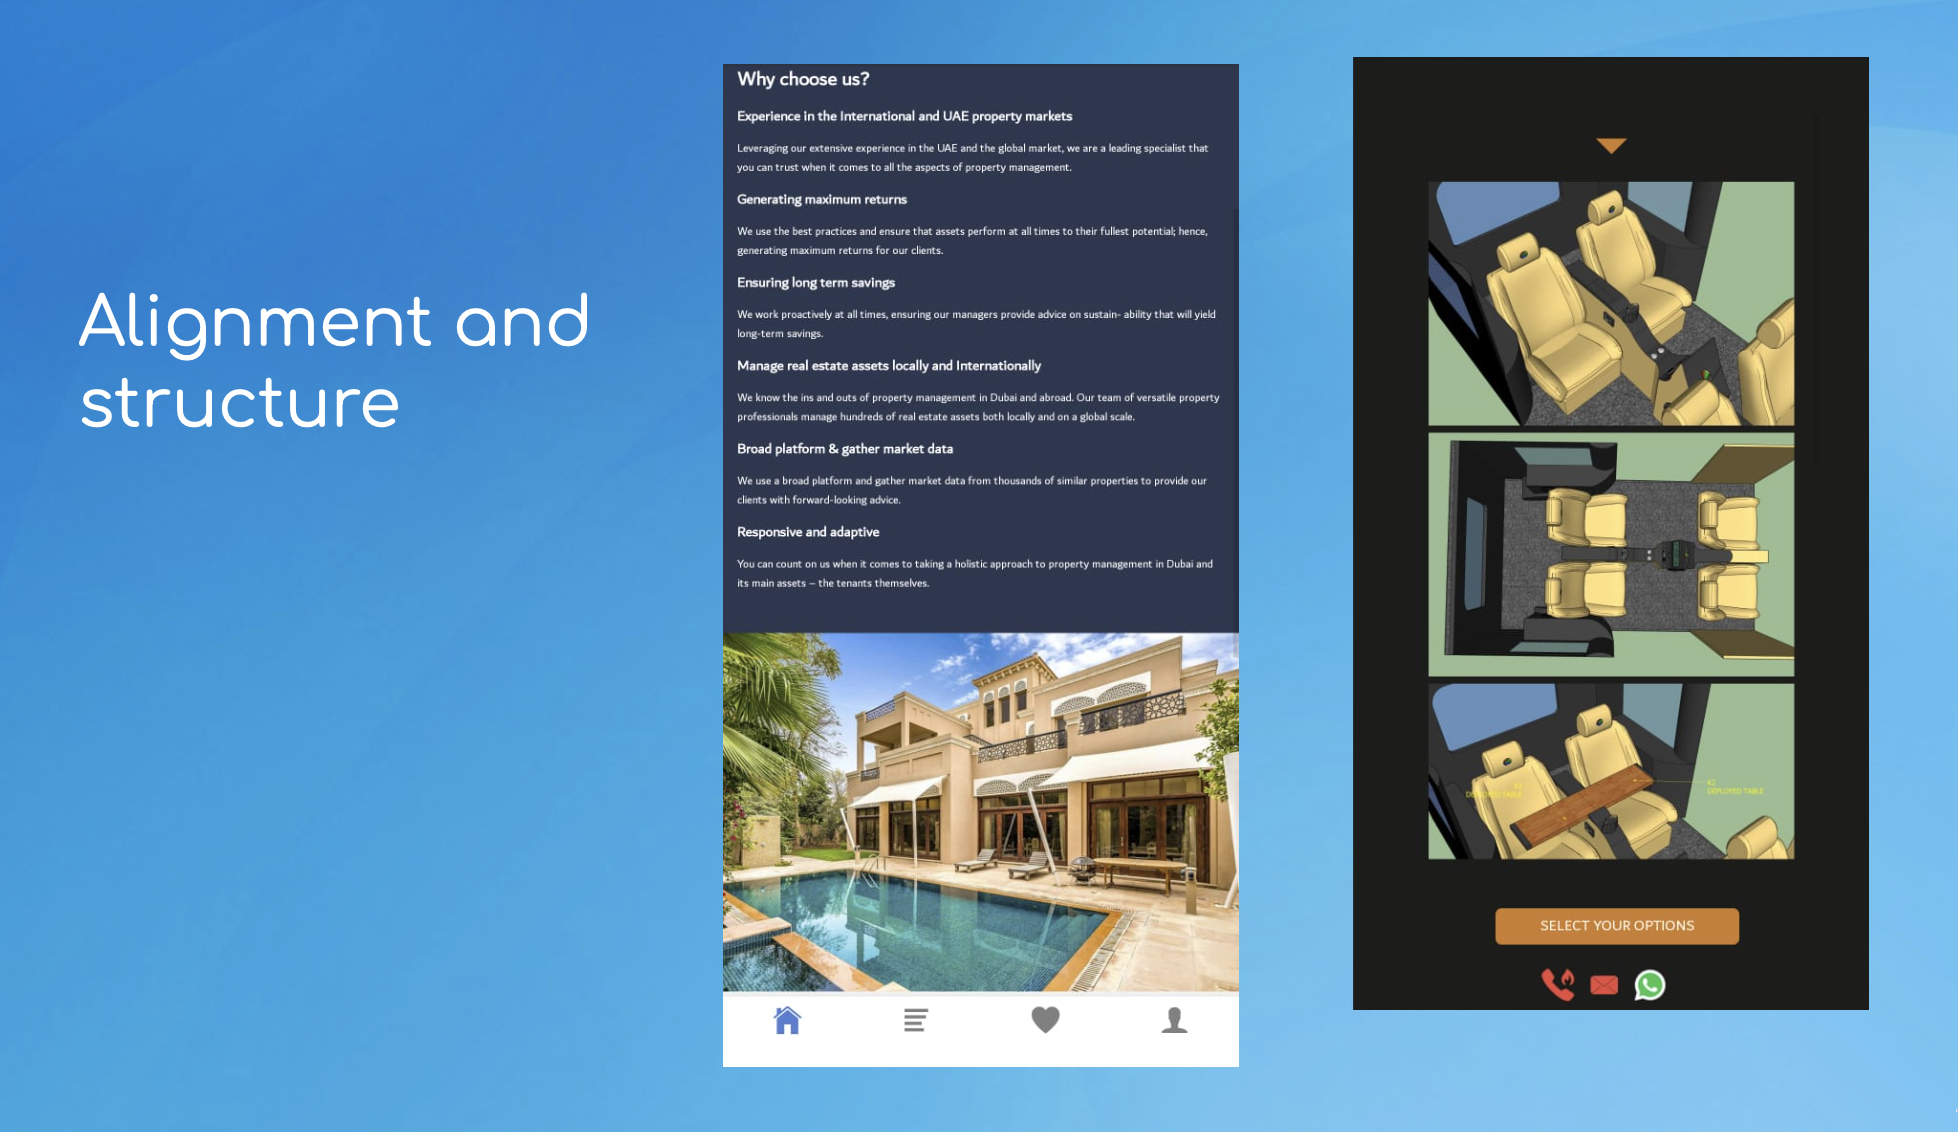 Alignment and
structure
Why choose us?
Experience in the International and UAE property markets
Leveraging our extensive experience in the UAE and the global market, we are a leading specialist that
you can trust when it comes to all the aspects of property management.
Generating maximum returns
We use the best practices and ensure that assets perform at all times to their fullest potential; hence,
generating maximum returns for our clients.
Ensuring long term savings
We work proactively at all times, ensuring our managers provide advice on sustain- ability that will yield
long-term savings.
Manage real estate assets locally and Internationally
We know the ins and outs of property management in Dubai and abroad. Our team of versatile property
professionals manage hundreds of real estate assets both locally and on a global scale.
Broad platform & gather market data
We use a broad platform and gather market data from thousands of similar properties to provide our
clients with forward-looking advice.
Responsive and adaptive
You can count on us when it comes to taking a holistic approach to property management in Dubai and
its main assets – the tenants themselves.
DEPLOYED TABLE
DEPLOYED TABLE
SELECT YOUR OPTIONS